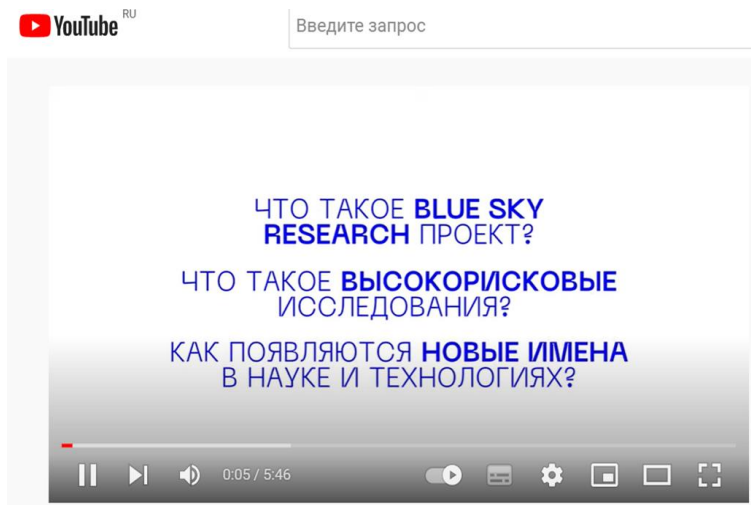 YouTube RU
Введите запрос
ЧТО ТАКОЕ BLUE SKY
RESEARCH ПРОЕКТ?
ЧТО ТАКОЕ ВЫСОКОРИСКОВЫЕ
ИССЛЕДОВАНИЯ?
КАК ПОЯВЛЯЮТСЯ НОВЫЕ ИМЕНА
В НАУКЕ И ТЕХНОЛОГИЯХ?
0:05 / 5:46